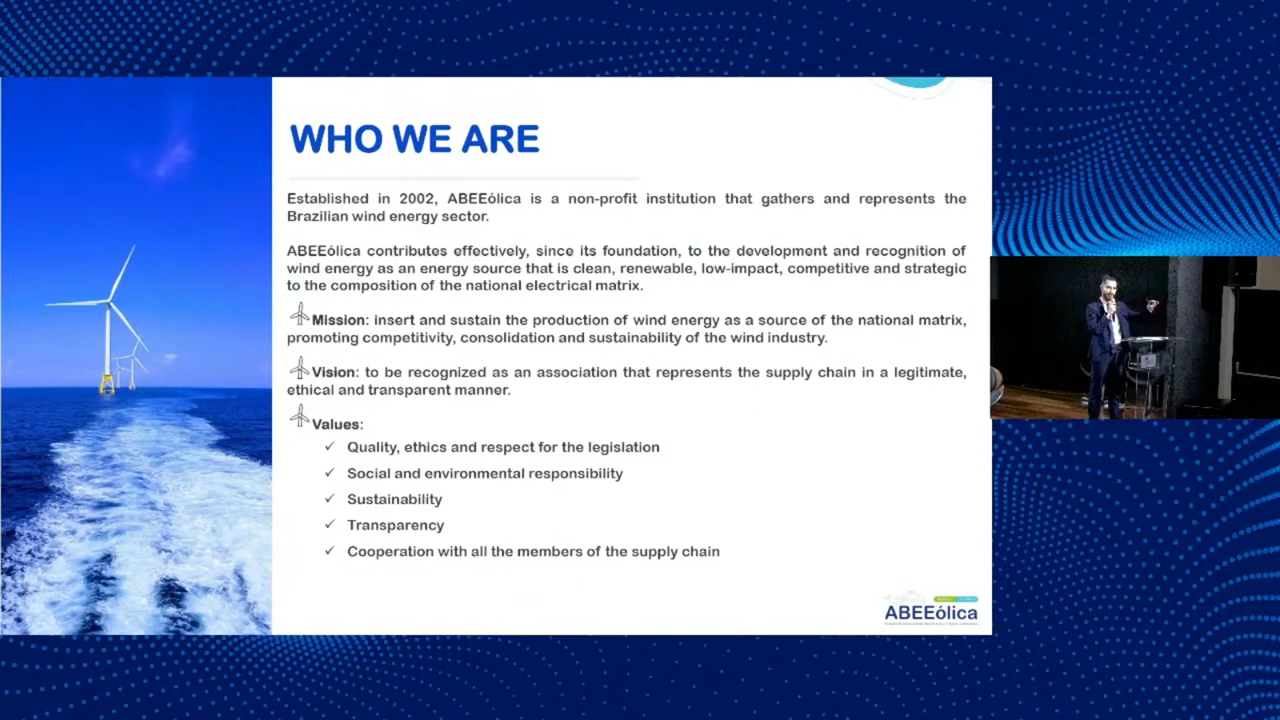 WHO WE ARE
Established in 2002, ABEEólica is a non-profit institution that gathers and represents the
Brazilian wind energy sector.
ABEEólica contributes effectively, since its foundation, to the development and recognition of
wind energy as an energy source that is clean, renewable, low-impact, competitive and strategic
to the composition of the national electrical matrix.
Mission: insert and sustain the production of wind energy as a source of the national matrix,
promoting competitivity, consolidation and sustainability of the wind industry.
Vision: to be recognized as an association that represents the supply chain in a legitimate,
ethical and transparent manner.
Values:
✓ Quality, ethics and respect for the legislation
✓ Social and environmental responsibility
✓ Sustainability
✓ Transparency
✓ Cooperation with all the members of the supply chain
ABEEólica